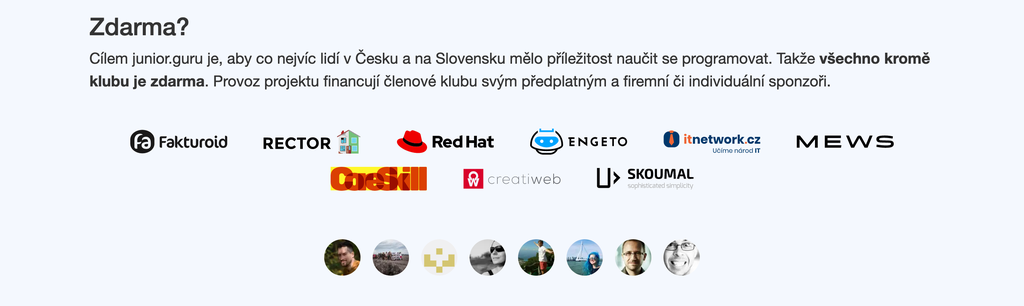 Zdarma?
Cílem junior.guru je, aby co nejvíc lidí v Česku a na Slovensku mělo příležitost naučit se programovat. Takže všechno kromě
klubu je zdarma. Provoz projektu financují členové klubu svým předplatným a firemní či individuální sponzoři.
Fakturoid RECTOR Red Hat ENGETO itnetwork.cz MEWS
Učíme národ IT
CoreSkill creatiweb SKOUMAL
sophisticated simplicity